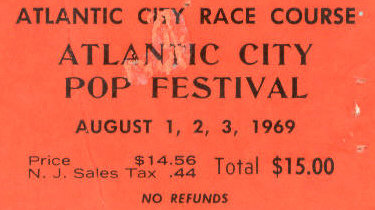 ATLANTIC CITY RACE COURSE
ATLANTIC CITY
POP FESTIVAL
AUGUST 1, 2, 3, 1969
Price $14.56
N. J. Sales Tax .44
Total $15.00
NO REFUNDS